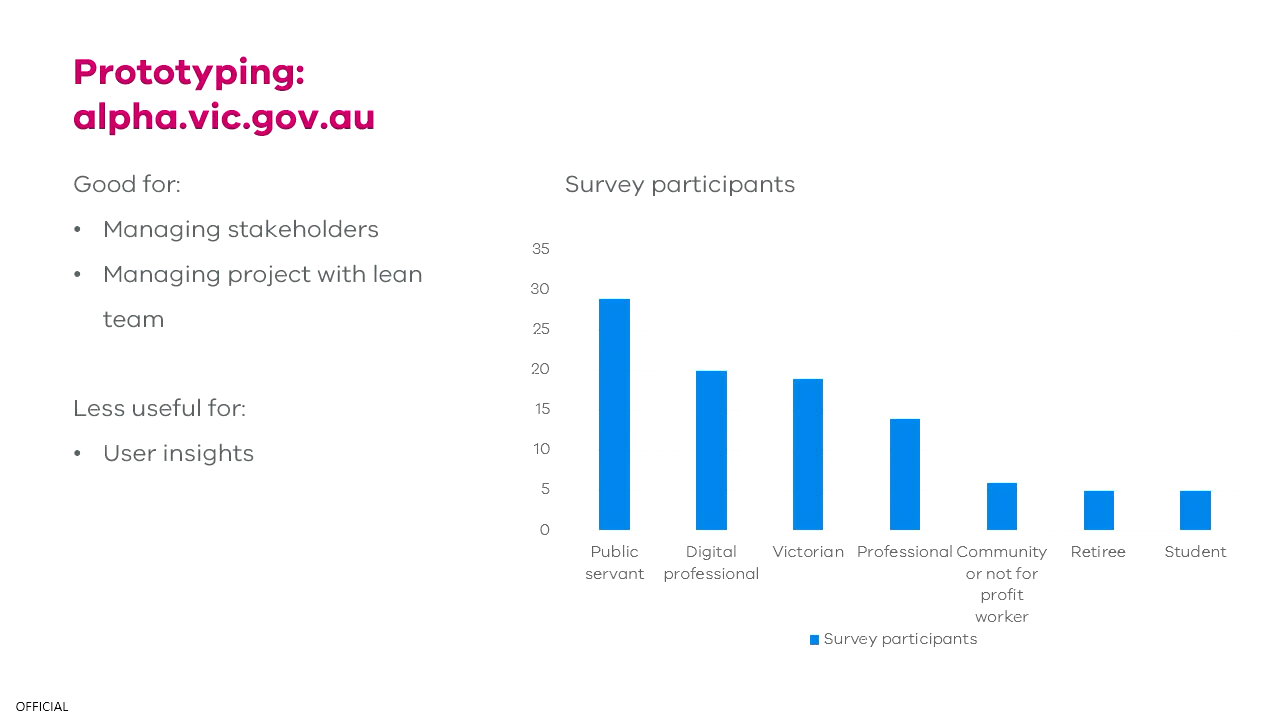 Prototyping:
alpha.vic.gov.au
Good for:
• Managing stakeholders
• Managing project with lean
team
Less useful for:
• User insights
Survey participants
35
30
25
20
15
10
5
0
Public
servant
Digital
professional
Victorian
Professional
Community
or not for
profit
worker
Retiree
Student
Survey participants
OFFICIAL